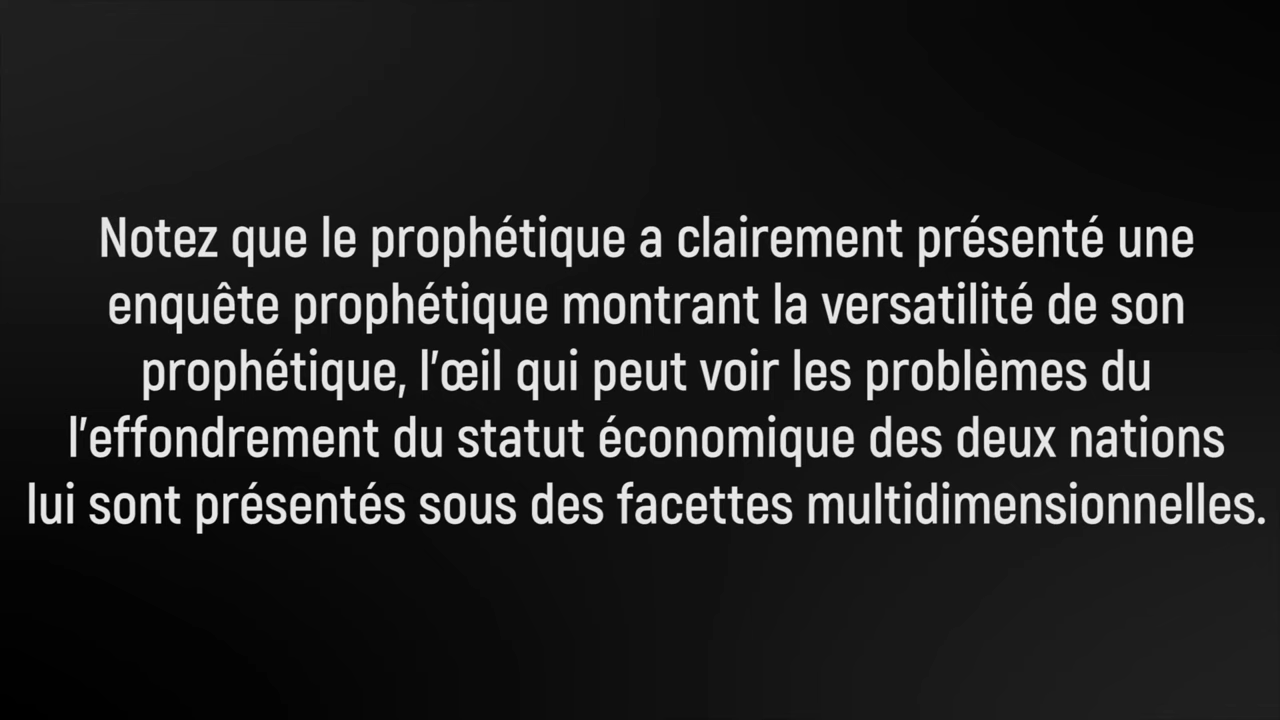 Notez que le prophétique a clairement présenté une
enquête prophétique montrant la versatilité de son
prophétique, l'œil qui peut voir les problèmes du
l'effondrement du statut économique des deux nations
lui sont présentés sous des facettes multidimensionnelles.